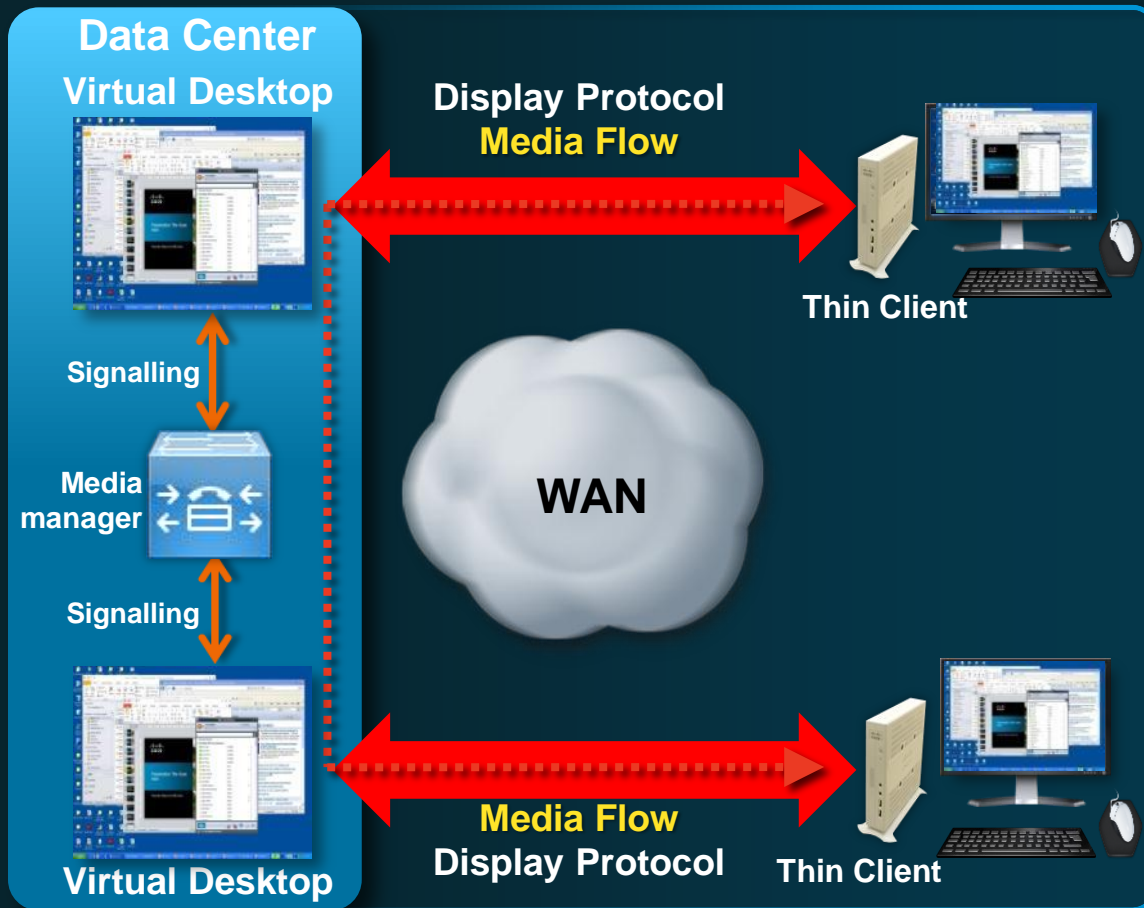 Data Center
Virtual Desktop
Display Protocol
Media Flow
Thin Client
Signalling
Media
manager
WAN
Signalling
Media Flow
Display Protocol
Thin Client
Virtual Desktop